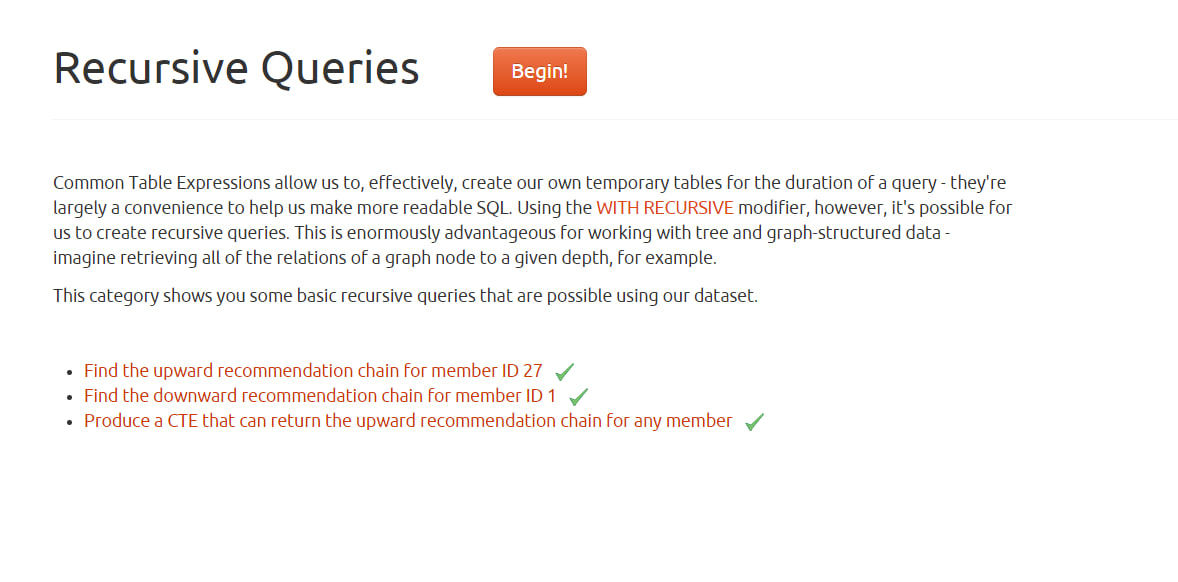 Recursive Queries
Begin!
Common Table Expressions allow us to, effectively, create our own temporary tables for the duration of a query - they're
largely a convenience to help us make more readable SQL. Using the WITH RECURSIVE modifier, however, it's possible for
us to create recursive queries. This is enormously advantageous for working with tree and graph-structured data -
imagine retrieving all of the relations of a graph node to a given depth, for example.
This category shows you some basic recursive queries that are possible using our dataset.
• Find the upward recommendation chain for member ID 27
• Find the downward recommendation chain for member ID 1
• Produce a CTE that can return the upward recommendation chain for any member